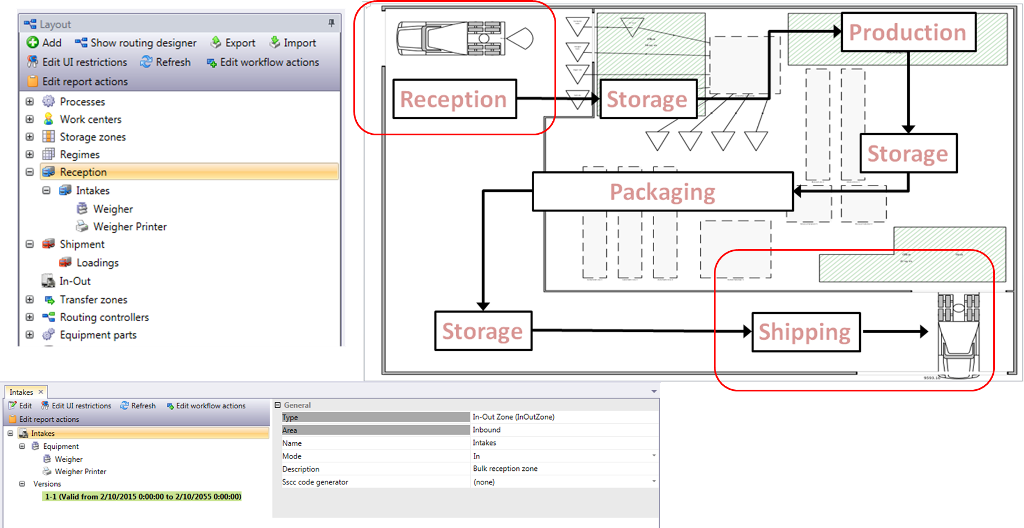 Layout
Add Show routing designer Export Import
Edit UI restrictions Refresh Edit workflow actions
Edit report actions
Processes
Work centers
Storage zones
Regimes
Reception
Intakes
Weigher
Weigher Printer
Shipment
Loadings
In-Out
Transfer zones
Routing controllers
Equipment parts
Production
Reception
Storage
Storage
Packaging
Storage
Shipping
Intakes
Edit Edit UI restrictions Refresh Edit workflow actions
Edit report actions
Intakes
Equipment
Weigher
Weigher Printer
Versions
1-1 (Valid from 2/10/2015 0:00:00 to 2/10/2055 0:00:00)
General
Type In-Out Zone (InOutZone)
Area Inbound
Name Intakes
Mode In
Description Bulk reception zone
Sscc code generator (none)